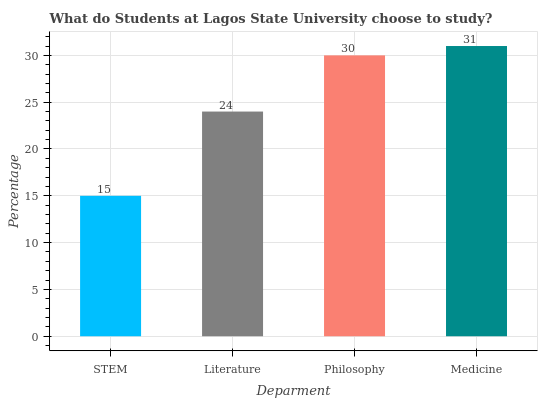 What do Students at Lagos State University choose to study?
Percentage
30
25
20
15
10
5
0
15
24
30
31
STEM
Literature
Philosophy
Medicine
Deparment